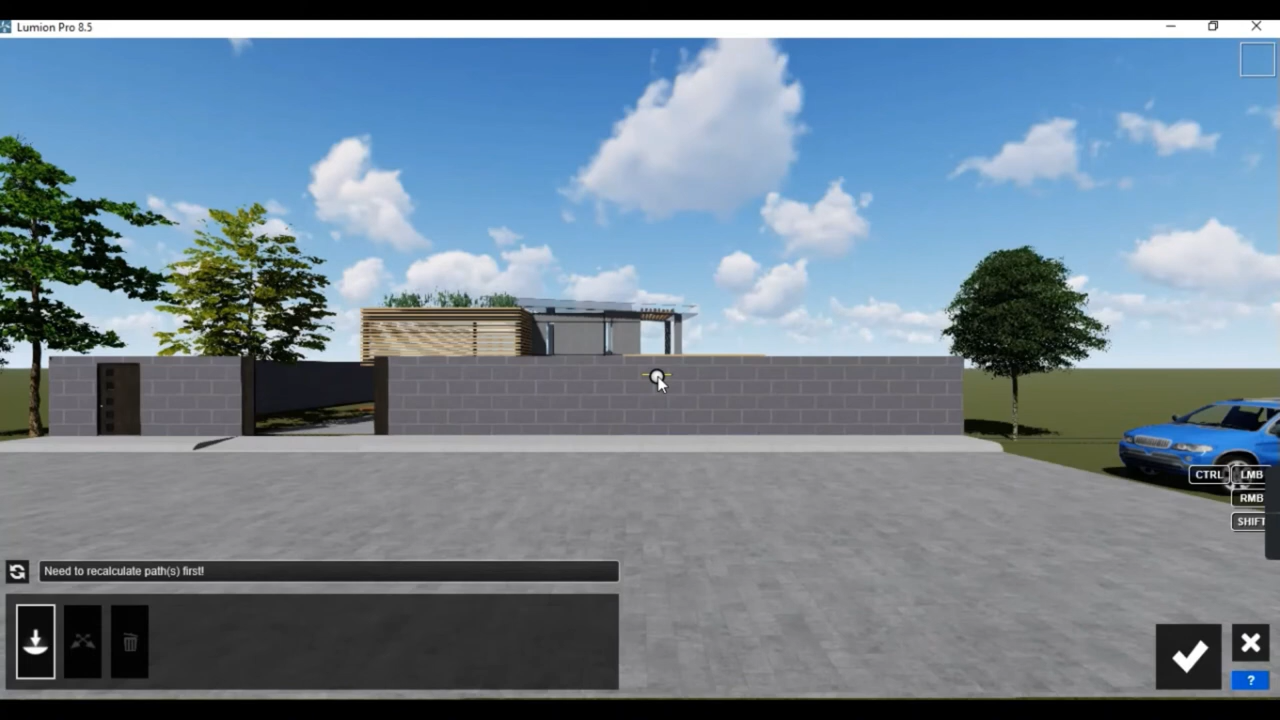 Lumion Pro 8.5
CTRL LMB
RMB
SHIFT
Need to recalculate path(s) first!
?